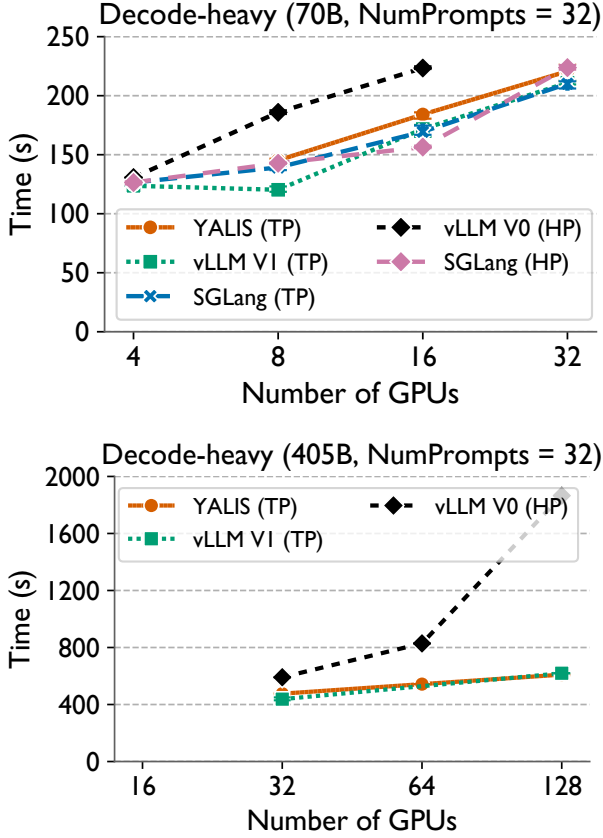 Decode-heavy (70B, NumPrompts = 32)
250
200
150
100
50
0
Time (s)
YALIS (TP)
vLLM V1 (TP)
SGLang (TP)
vLLM V0 (HP)
SGLang (HP)
4 8 16 32
Number of GPUs
Decode-heavy (405B, NumPrompts = 32)
2000
1600
1200
800
400
0
Time (s)
YALIS (TP)
vLLM V1 (TP)
vLLM V0 (HP)
16 32 64 128
Number of GPUs